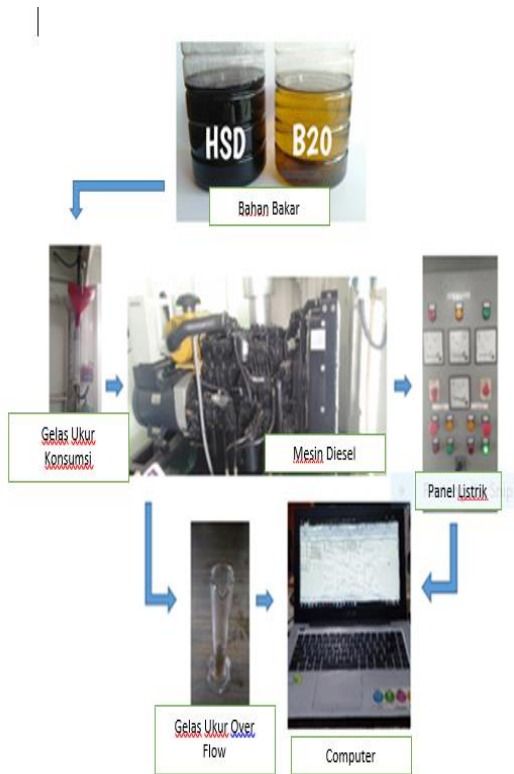 HSD
B20
Bahan Bakar
Gelas Ukur
Konsumsi
Mesin Diesel
Panel Listrik
Gelas Ukur Over
Flow
Computer